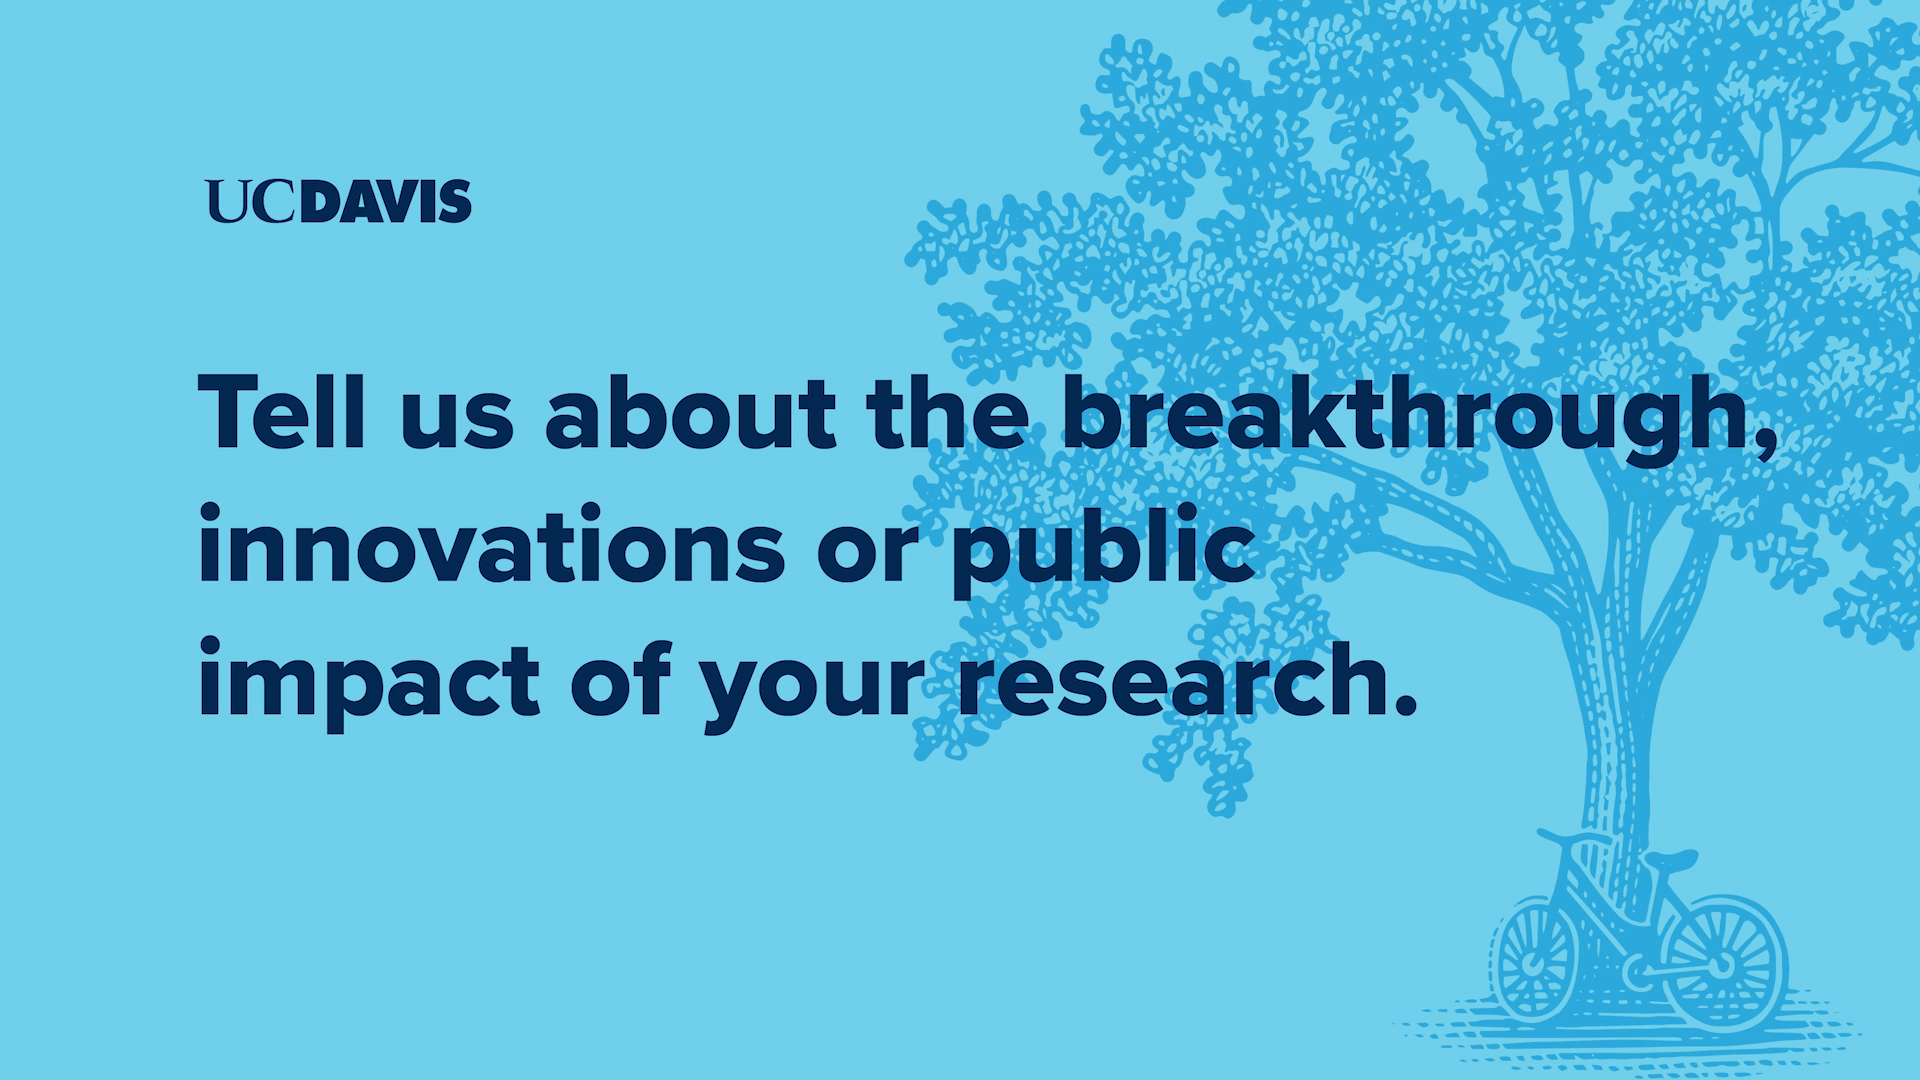 UCDAVIS
Tell us about the breakthrough,
innovations or public
impact of your research.